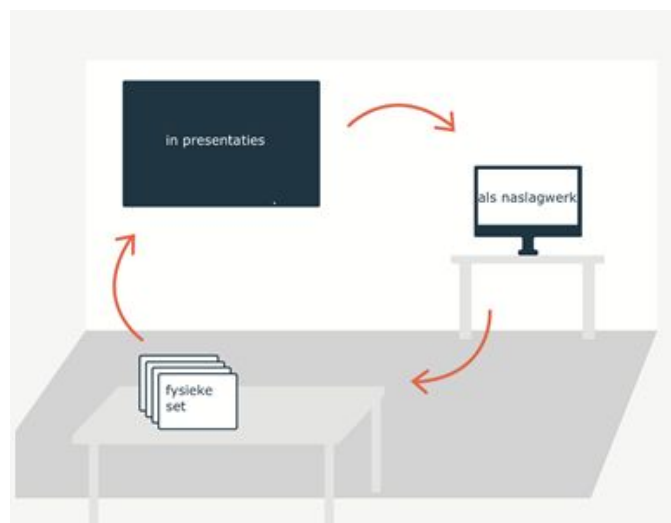 in presentaties
als naslagwerk
fysieke
set